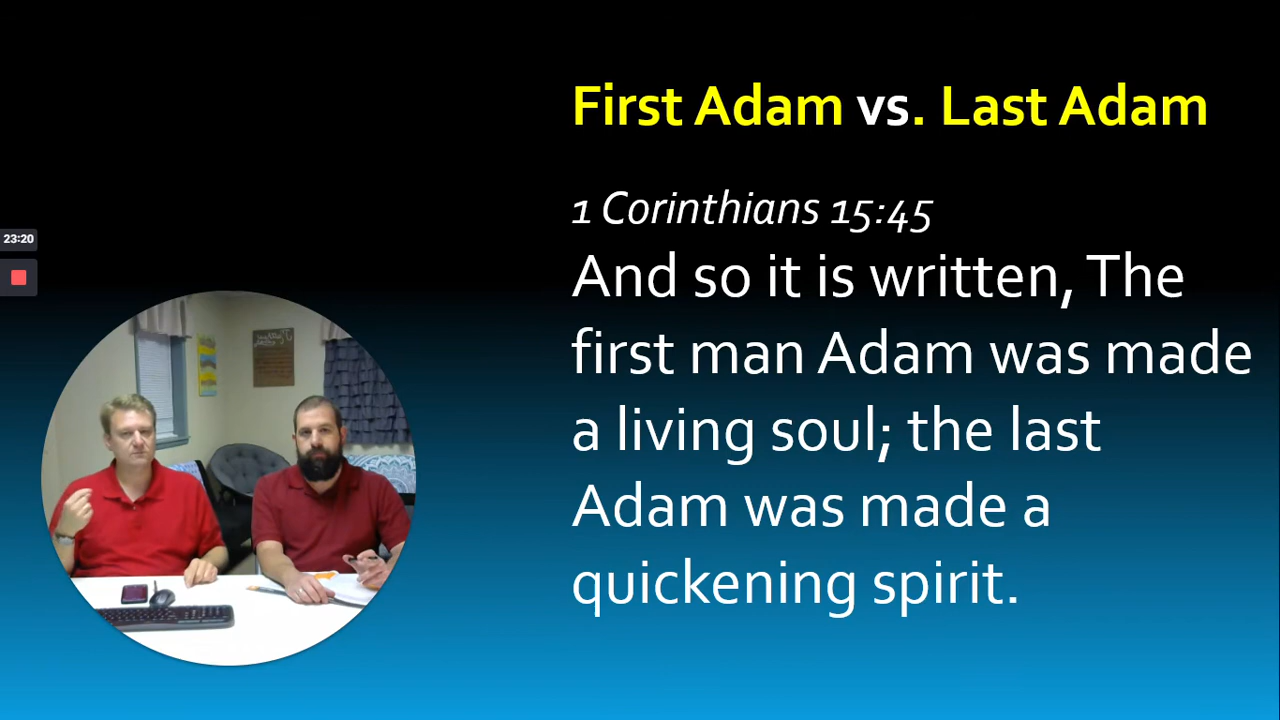 First Adam vs. Last Adam
1 Corinthians 15:45
And so it is written, The
first man Adam was made
a living soul; the last
Adam was made a
quickening spirit.
23:20